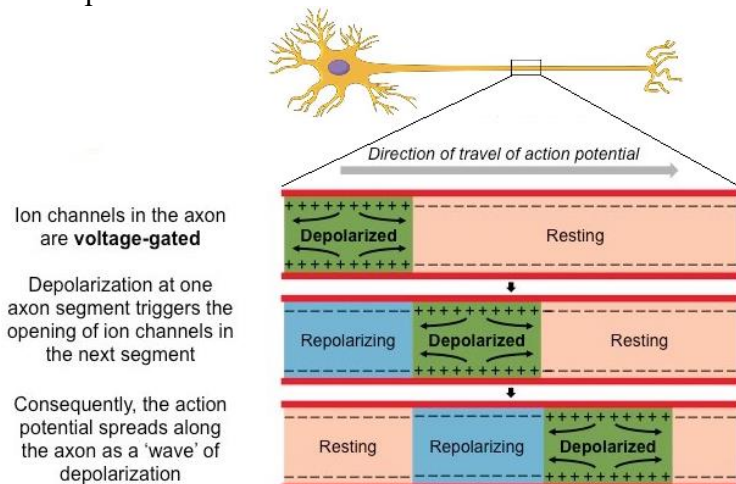 Direction of travel of action potential
Ion channels in the axon
are voltage-gated
Depolarized
Resting
Depolarization at one
axon segment triggers the
opening of ion channels in
the next segment
Repolarizing
Depolarized
Resting
Consequently, the action
potential spreads along
the axon as a ‘wave’ of
depolarization
Resting
Repolarizing
Depolarized